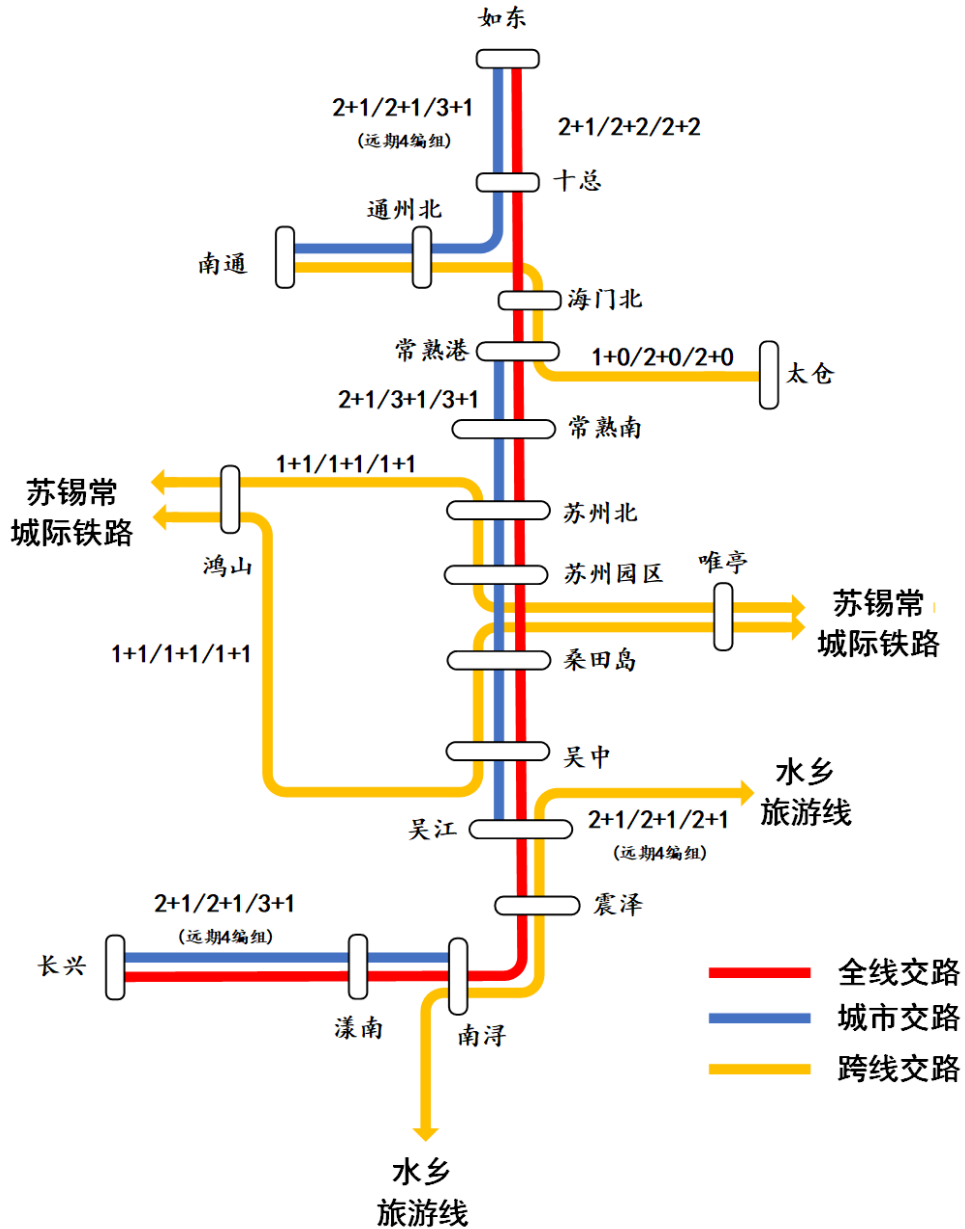 如东
2+1/2+1/3+1
(远期4编组)
2+1/2+2/2+2
十总
通州北
南通
海门北
常熟港
1+0/2+0/2+0
太仓
2+1/3+1/3+1
常熟南
1+1/1+1/1+1
苏锡常
城际铁路
鸿山
苏州北
苏州园区
唯亭
苏锡常
城际铁路
1+1/1+1/1+1
桑田岛
吴中
水乡
旅游线
吴江
2+1/2+1/2+1
(远期4编组)
震泽
2+1/2+1/3+1
(远期4编组)
长兴
漾南
南浔
全线交路
城市交路
跨线交路
水乡
旅游线